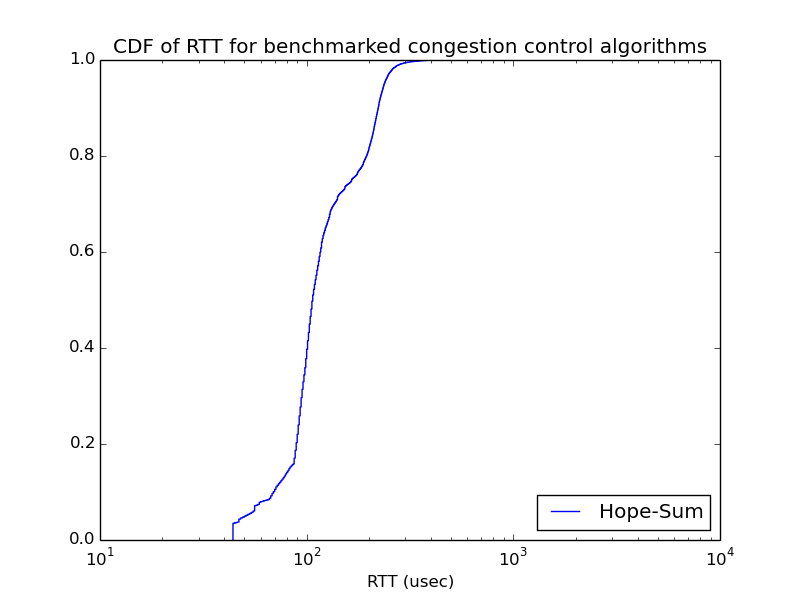 CDF of RTT for benchmarked congestion control algorithms
1.0
0.8
0.6
0.4
0.2
0.0
Hope-Sum
10¹ 10² 10³ 10⁴
RTT (usec)